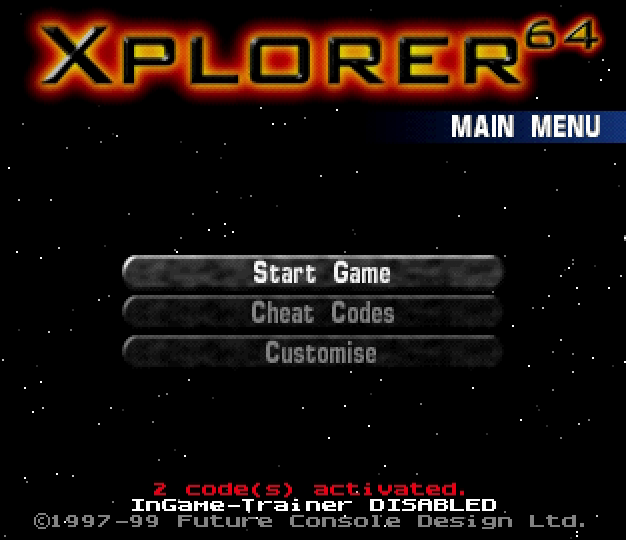 XPLORER64
MAIN MENU
Start Game
Cheat Codes
Customise
2 code(s) activated.
InGame-Trainer DISABLED
©1997-99 Future Console Design Ltd.